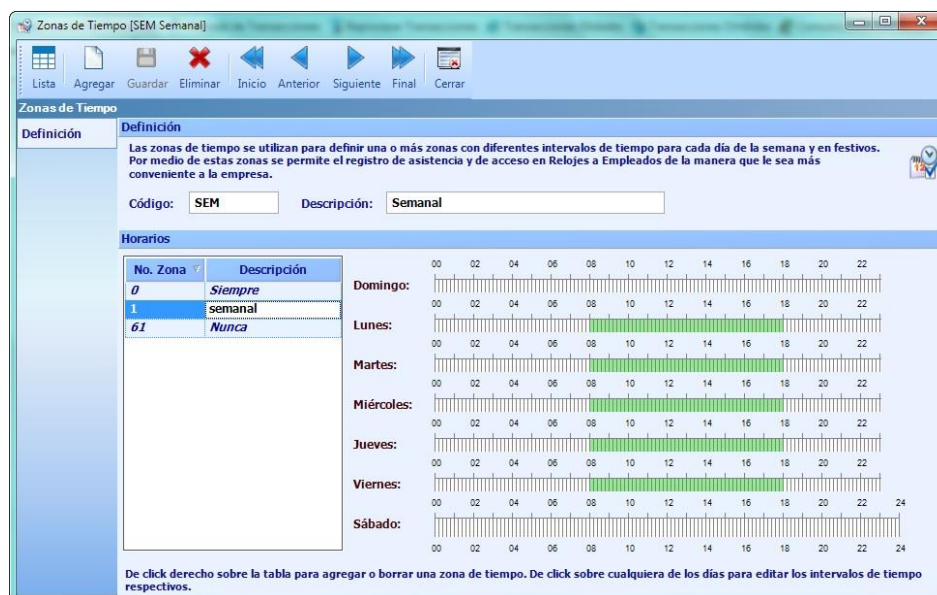 Zonas de Tiempo [SEM Semanal]
Lista Agregar Guardar Eliminar Inicio Anterior Siguiente Final Cerrar
Zonas de Tiempo
Definición
Definición
Las zonas de tiempo se utilizan para definir una o más zonas con diferentes intervalos de tiempo para cada día de la semana y en festivos.
Por medio de estas zonas se permite el registro de asistencia y de acceso en Relojes a Empleados de la manera que le sea más
conveniente a la empresa.
Código: SEM Descripción: Semanal
Horarios
No. Zona Descripción
0 Siempre
1 semanal
61 Nunca
00 02 04 06 08 10 12 14 16 18 20 22
Domingo:
00 02 04 06 08 10 12 14 16 18 20 22
Lunes:
00 02 04 06 08 10 12 14 16 18 20 22
Martes:
00 02 04 06 08 10 12 14 16 18 20 22
Miércoles:
00 02 04 06 08 10 12 14 16 18 20 22
Jueves:
00 02 04 06 08 10 12 14 16 18 20 22
Viernes:
00 02 04 06 08 10 12 14 16 18 20 22 24
Sábado:
00 02 04 06 08 10 12 14 16 18 20 22 24
De click derecho sobre la tabla para agregar o borrar una zona de tiempo. De click sobre cualquiera de los días para editar los intervalos de tiempo
respectivos.